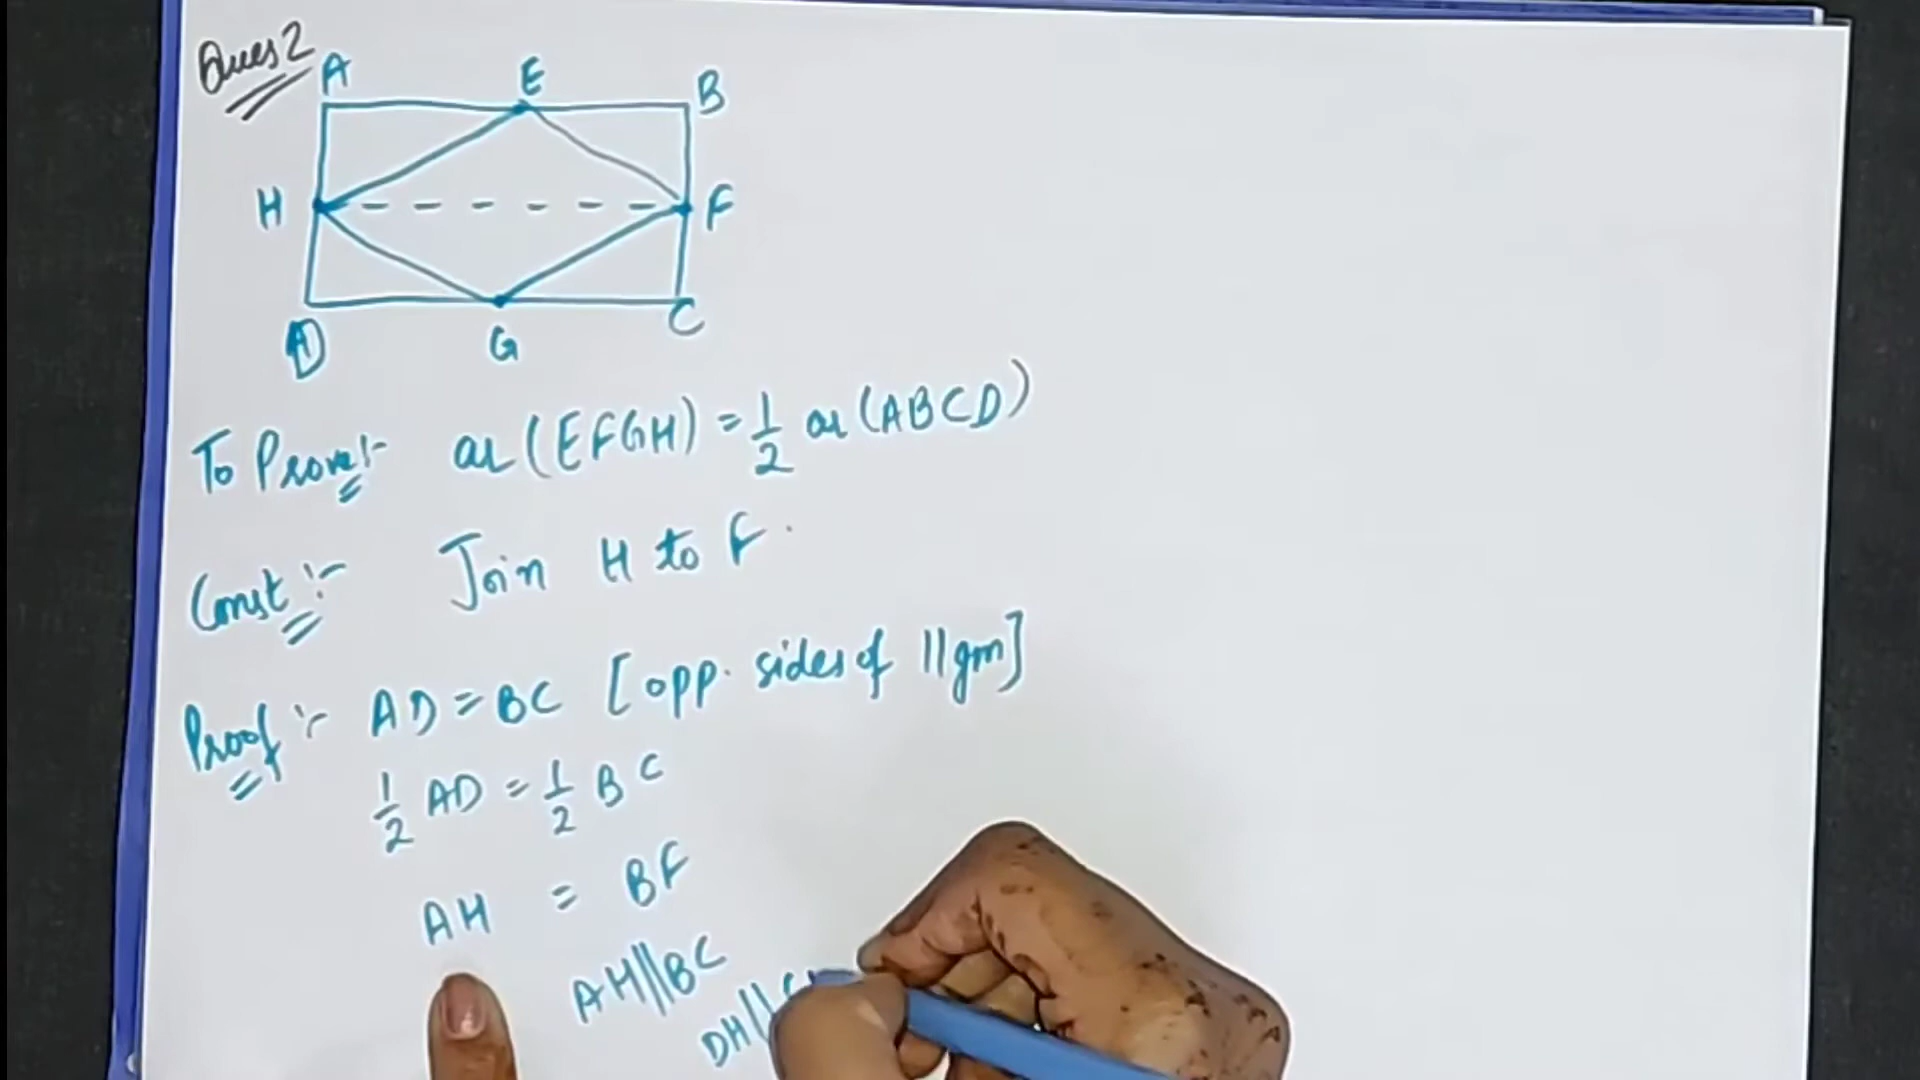 Ques 2
A E B
H F
D G C
To Prove:- ar(EFGH) = 1/2 ar(ABCD)
Const:- Join H to F.
Proof:- AD = BC [opp. sides of ||gm]
1/2 AD = 1/2 BC
AH = BF
AH||BC
DH||